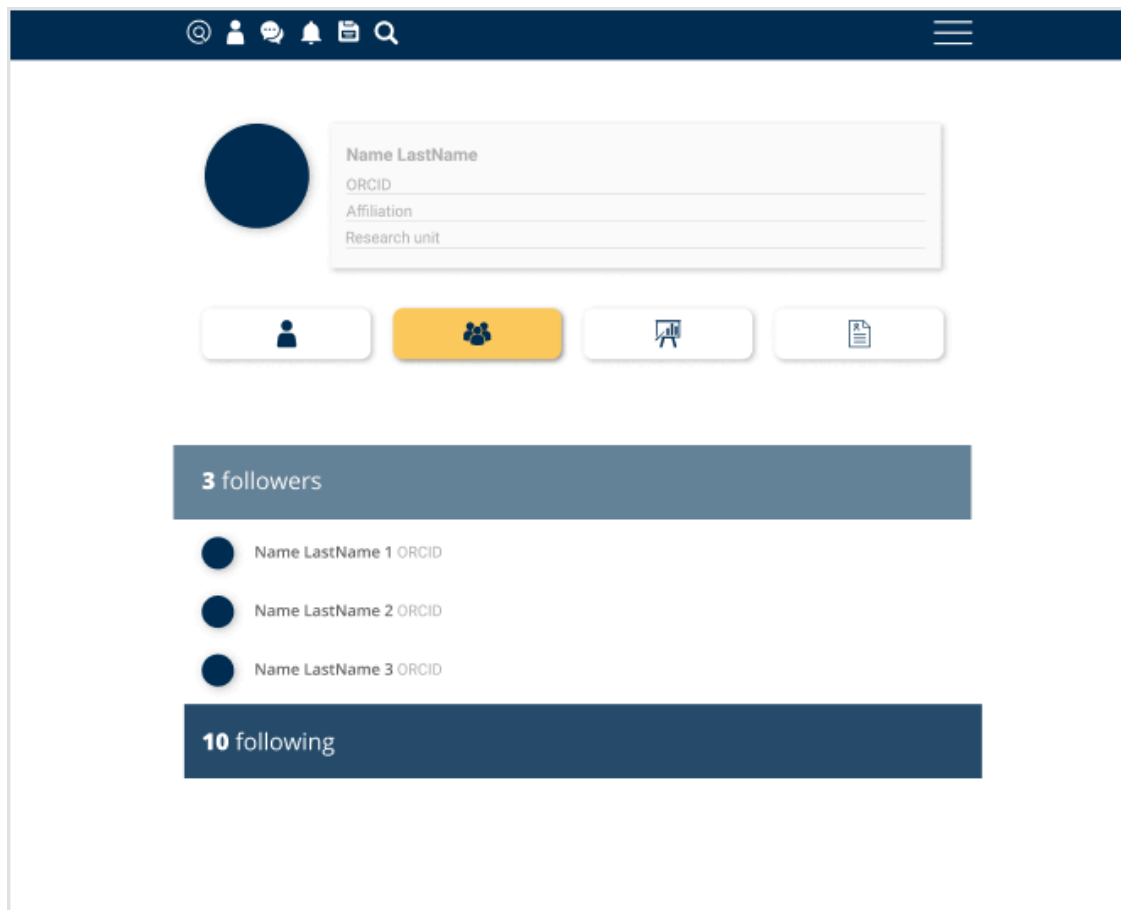 Name LastName
ORCID
Affiliation
Research unit
3 followers
Name LastName 1 ORCID
Name LastName 2 ORCID
Name LastName 3 ORCID
10 following